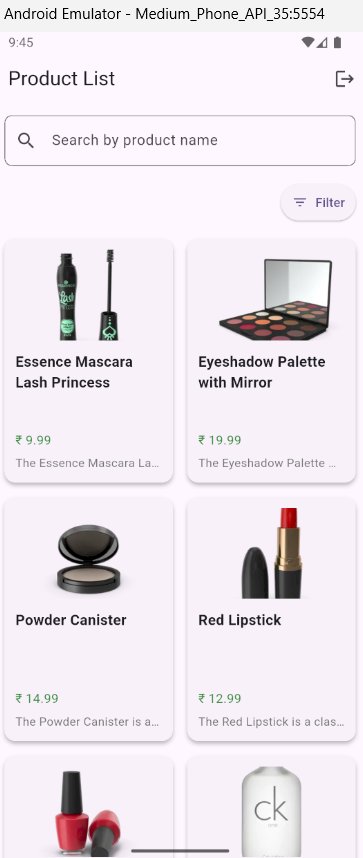 Android Emulator - Medium_Phone_API_35:5554
9:45
Product List
Search by product name
Filter
Essence Mascara
Lash Princess
₹ 9.99
The Essence Mascara La...
Eyeshadow Palette
with Mirror
₹ 19.99
The Eyeshadow Palette ...
Powder Canister
₹ 14.99
The Powder Canister is a...
Red Lipstick
₹ 12.99
The Red Lipstick is a clas...
ck